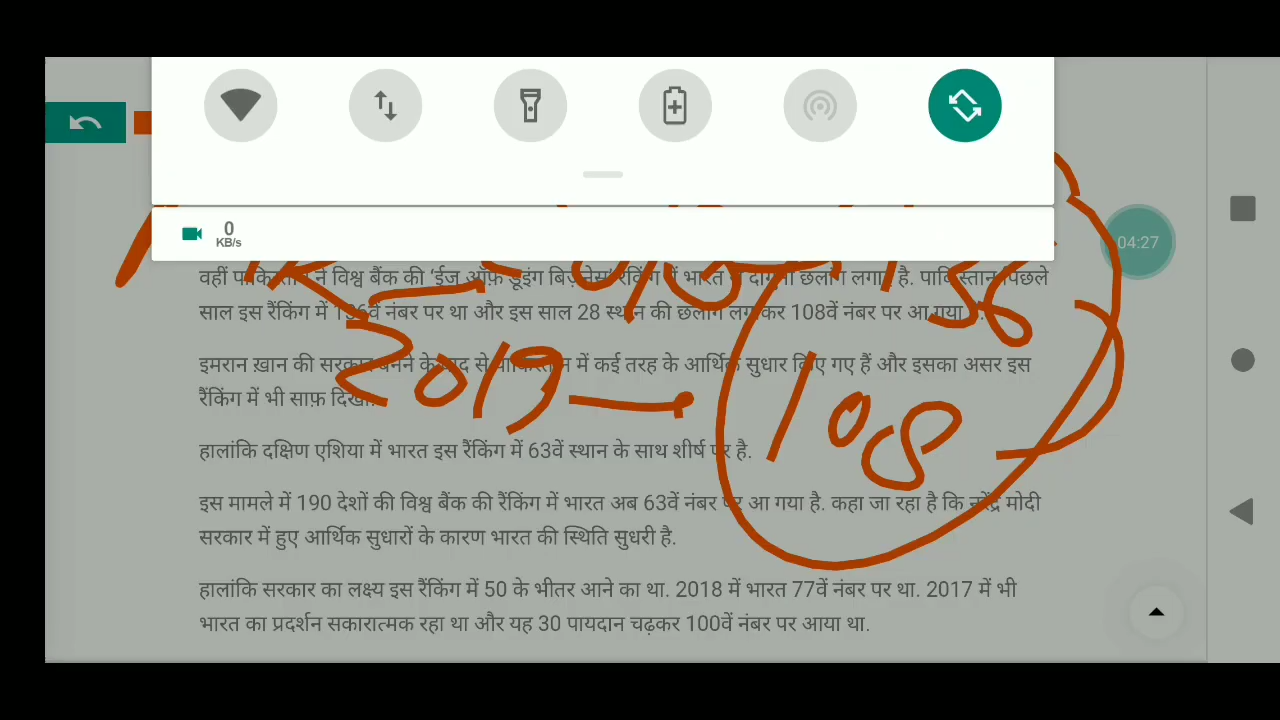 0
KB/s
04:27
वहीं पाकिस्तान ने विश्व बैंक की ‘ईज ऑफ़ डूइंग बिज़नेस’ रैंकिंग में भारत से दोगुनी छलांग लगाई है. पाकिस्तान पिछले
साल इस रैंकिंग में 136वें नंबर पर था और इस साल 28 स्थान की छलांग लगाकर 108वें नंबर पर आ गया है.
इमरान ख़ान की सरकार बनने के बाद से पाकिस्तान में कई तरह के आर्थिक सुधार किए गए हैं और इसका असर इस
रैंकिंग में भी साफ़ दिखा.
2019
108
हालांकि दक्षिण एशिया में भारत इस रैंकिंग में 63वें स्थान के साथ शीर्ष पर है.
इस मामले में 190 देशों की विश्व बैंक की रैंकिंग में भारत अब 63वें नंबर पर आ गया है. कहा जा रहा है कि नरेंद्र मोदी
सरकार में हुए आर्थिक सुधारों के कारण भारत की स्थिति सुधरी है.
हालांकि सरकार का लक्ष्य इस रैंकिंग में 50 के भीतर आने का था. 2018 में भारत 77वें नंबर पर था. 2017 में भी
भारत का प्रदर्शन सकारात्मक रहा था और यह 30 पायदान चढ़कर 100वें नंबर पर आया था.